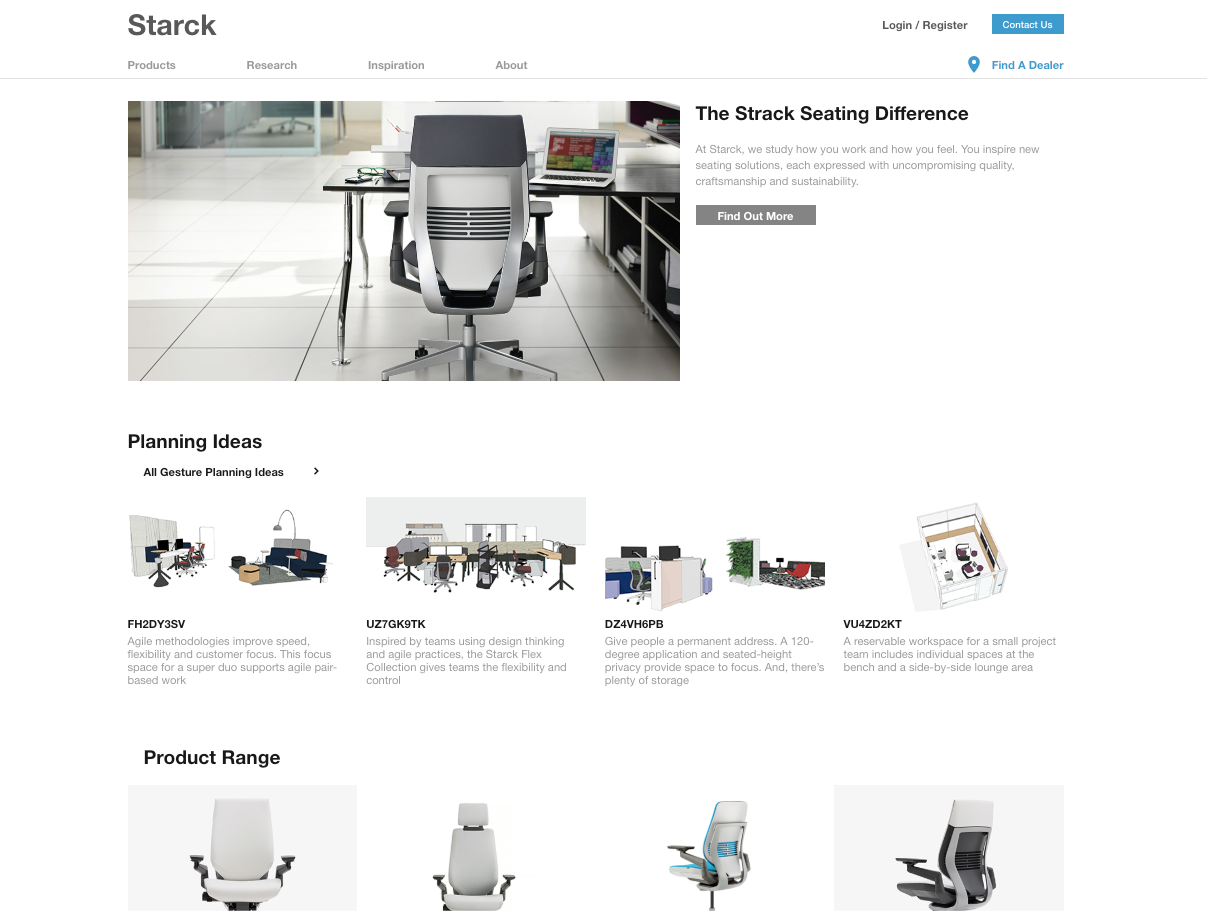 Starck
Login / Register
Contact Us
Products
Research
Inspiration
About
Find A Dealer
The Strack Seating Difference
At Starck, we study how you work and how you feel. You inspire new
seating solutions, each expressed with uncompromising quality,
craftsmanship and sustainability.
Find Out More
Planning Ideas
All Gesture Planning Ideas
FH2DY3SV
Agile methodologies improve speed,
flexibility and customer focus. This focus
space for a super duo supports agile pair-
based work
UZ7GK9TK
Inspired by teams using design thinking
and agile practices, the Starck Flex
Collection gives teams the flexibility and
control
DZ4VH6PB
Give people a permanent address. A 120-
degree application and seated-height
privacy provide space to focus. And, there’s
plenty of storage
VU4ZD2KT
A reservable workspace for a small project
team includes individual spaces at the
bench and a side-by-side lounge area
Product Range